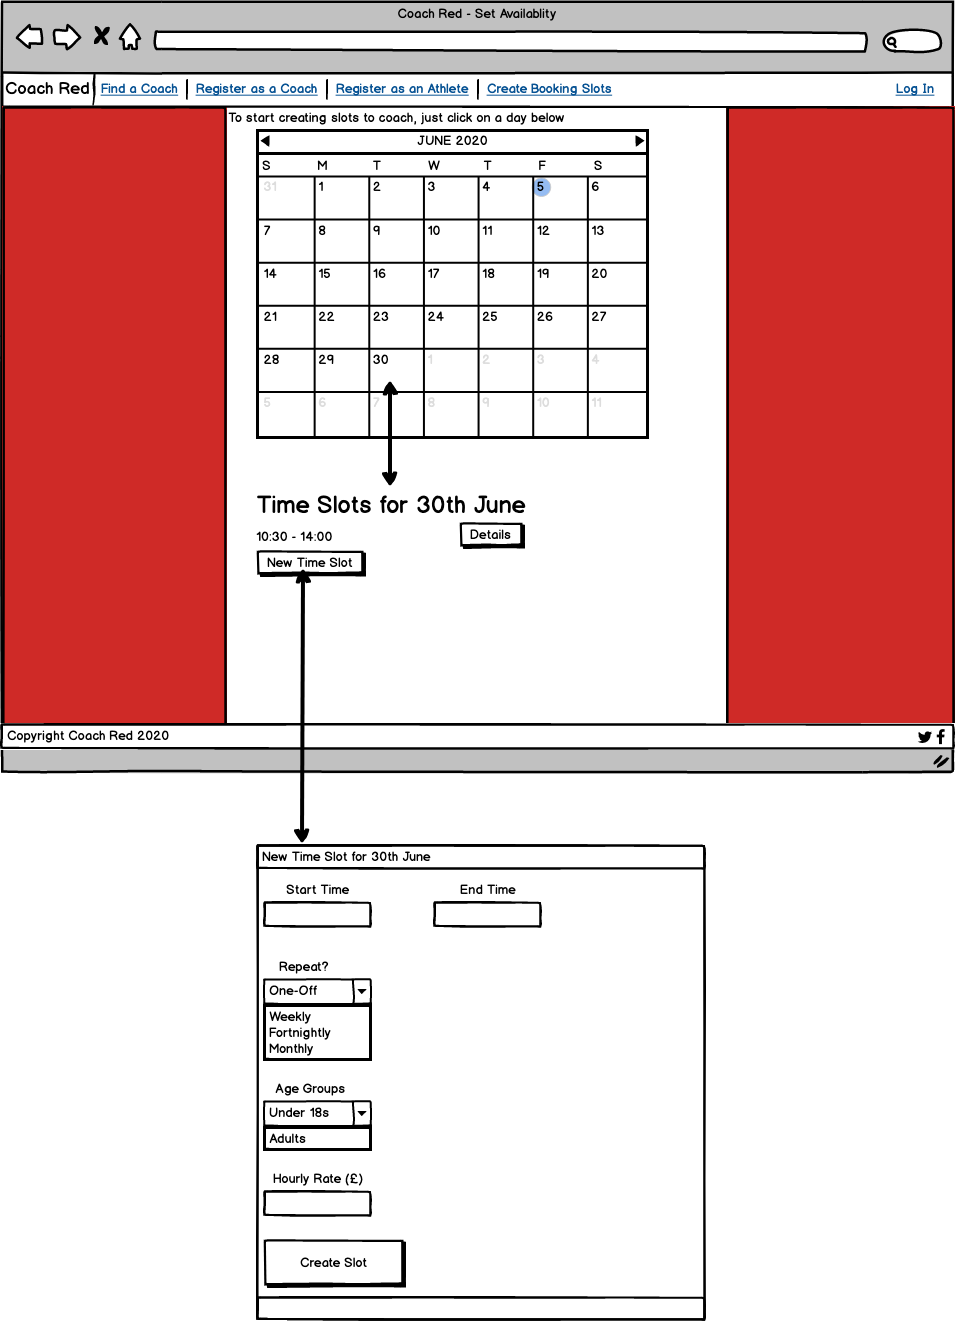 Coach Red - Set Availablity
Coach Red Find a Coach Register as a Coach Register as an Athlete Create Booking Slots Log In
To start creating slots to coach, just click on a day below
JUNE 2020
S M T W T F S
31 1 2 3 4 5 6
7 8 9 10 11 12 13
14 15 16 17 18 19 20
21 22 23 24 25 26 27
28 29 30 1 2 3 4
5 6 7 8 9 10 11
Time Slots for 30th June
10:30 - 14:00 Details
New Time Slot
Copyright Coach Red 2020
New Time Slot for 30th June
Start Time End Time
Repeat?
One-Off
Weekly
Fortnightly
Monthly
Age Groups
Under 18s
Adults
Hourly Rate (£)
Create Slot